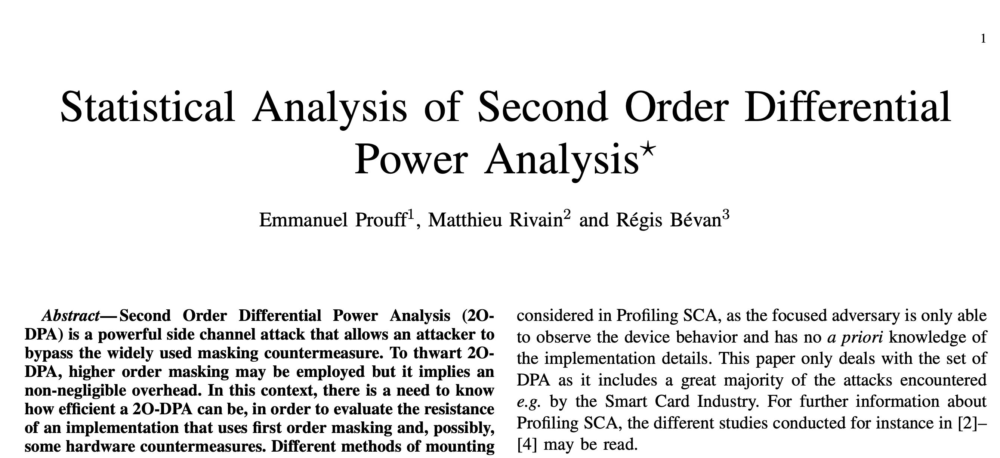 1
Statistical Analysis of Second Order Differential
Power Analysis⋆
Emmanuel Prouff¹, Matthieu Rivain² and Régis Bévan³
Abstract—Second Order Differential Power Analysis (2O-
DPA) is a powerful side channel attack that allows an attacker to
bypass the widely used masking countermeasure. To thwart 2O-
DPA, higher order masking may be employed but it implies an
non-negligible overhead. In this context, there is a need to know
how efficient a 2O-DPA can be, in order to evaluate the resistance
of an implementation that uses first order masking and, possibly,
some hardware countermeasures. Different methods of mounting
considered in Profiling SCA, as the focused adversary is only able
to observe the device behavior and has no a priori knowledge of
the implementation details. This paper only deals with the set of
DPA as it includes a great majority of the attacks encountered
e.g. by the Smart Card Industry. For further information about
Profiling SCA, the different studies conducted for instance in [2]–
[4] may be read.